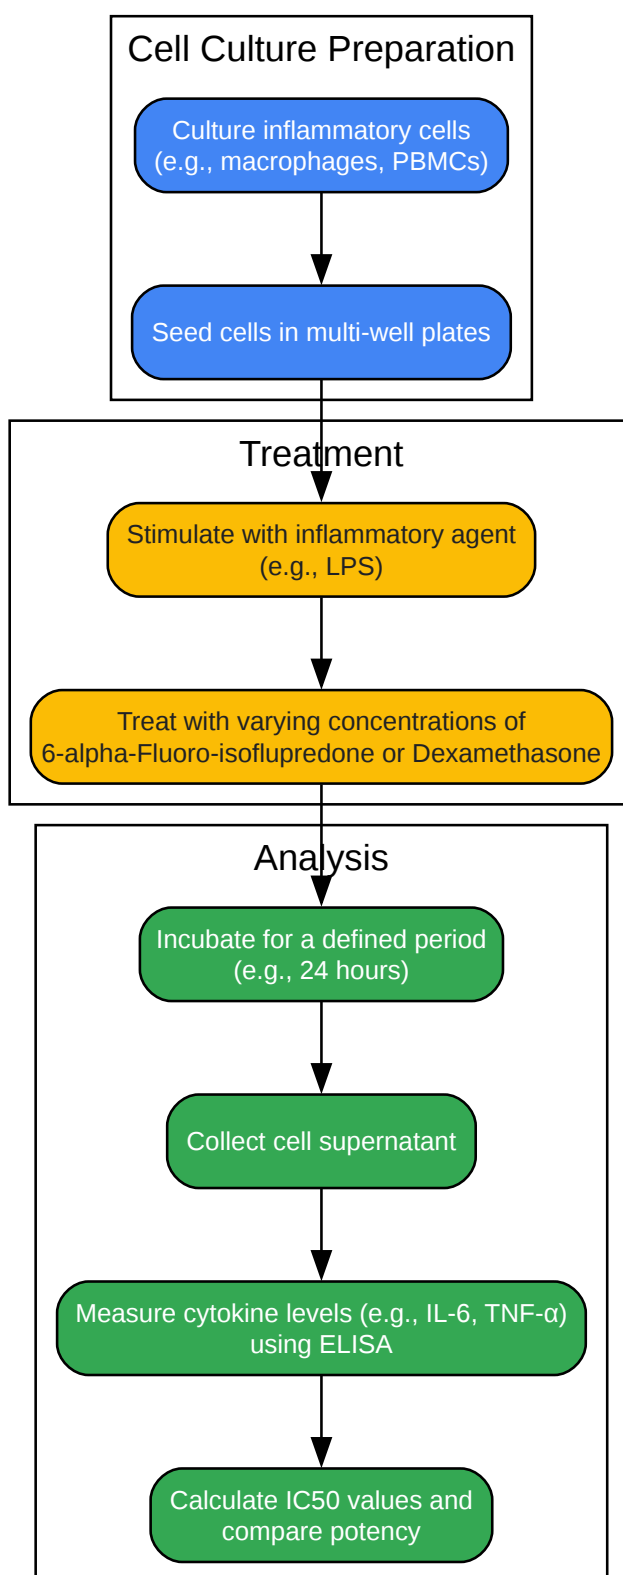 Cell Culture Preparation
Culture inflammatory cells
(e.g., macrophages, PBMCs)
Seed cells in multi-well plates
Treatment
Stimulate with inflammatory agent
(e.g., LPS)
Treat with varying concentrations of
6-alpha-Fluoro-isoflupredone or Dexamethasone
Analysis
Incubate for a defined period
(e.g., 24 hours)
Collect cell supernatant
Measure cytokine levels (e.g., IL-6, TNF-α)
using ELISA
Calculate IC50 values and
compare potency